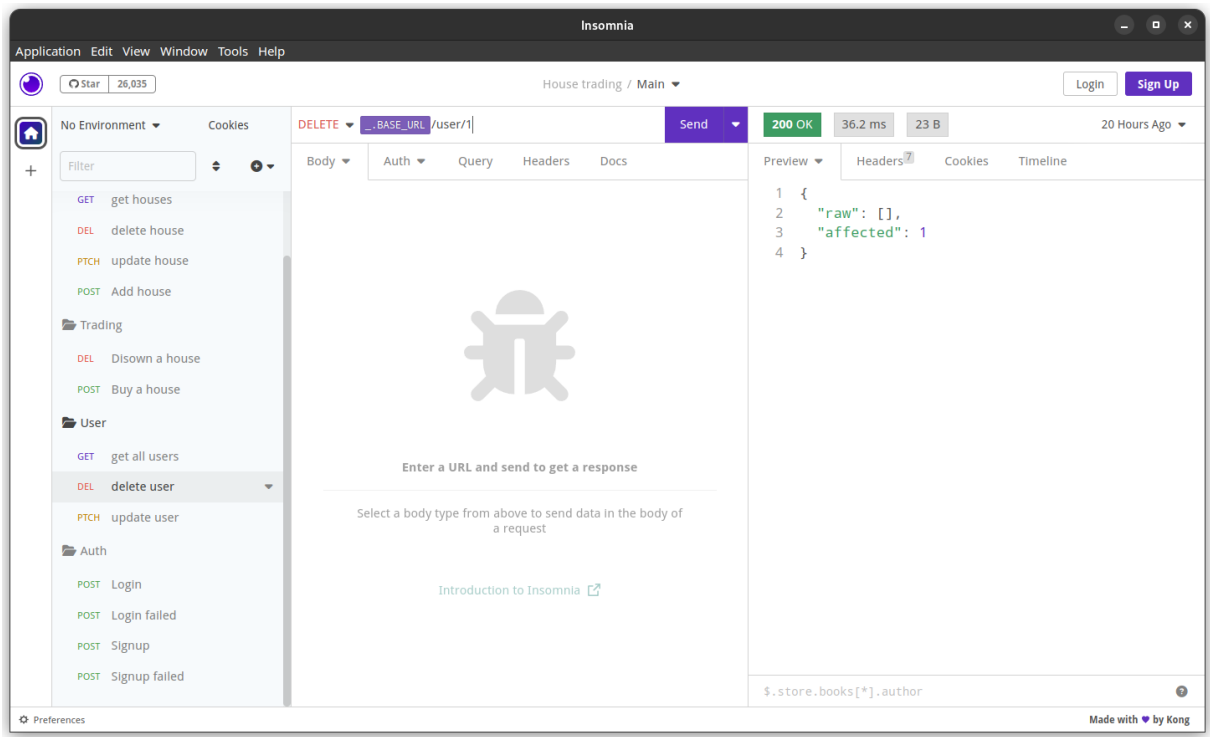 Insomnia
Application Edit View Window Tools Help
Star 26,035
House trading / Main
Login Sign Up
No Environment Cookies
DELETE _.BASE_URL /user/1
Send
200 OK 36.2 ms 23 B 20 Hours Ago
Filter
Body Auth Query Headers Docs
Preview Headers 7 Cookies Timeline
GET get houses
DEL delete house
PTCH update house
POST Add house
Trading
DEL Disown a house
POST Buy a house
User
GET get all users
DEL delete user
PTCH update user
Auth
POST Login
POST Login failed
POST Signup
POST Signup failed
Enter a URL and send to get a response
Select a body type from above to send data in the body of
a request
Introduction to Insomnia
1 {
2 "raw": [],
3 "affected": 1
4 }
$.store.books[*].author
Preferences
Made with ♥ by Kong